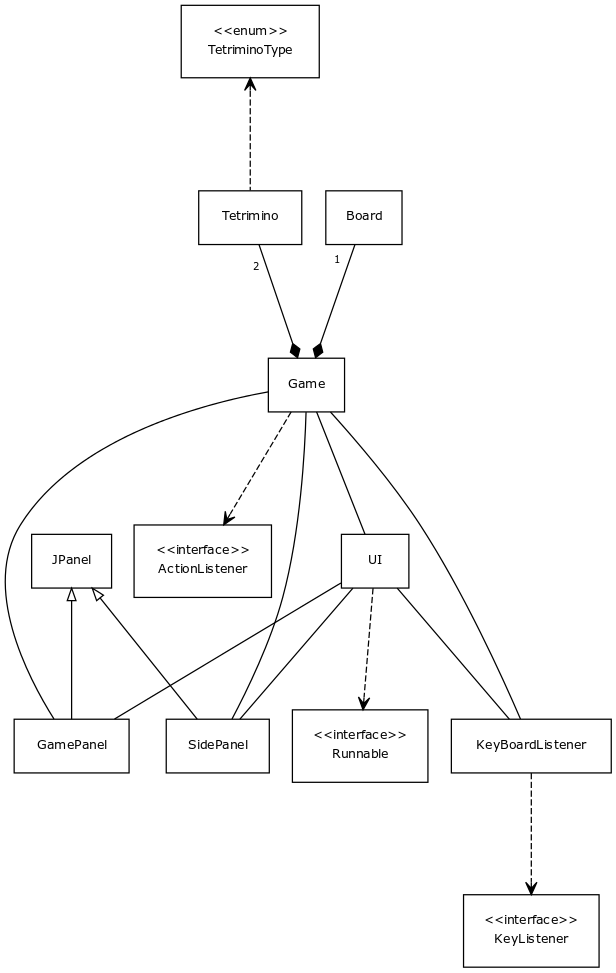 <<enum>>
TetriminoType
Tetrimino
Board
2
1
Game
JPanel
<<interface>>
ActionListener
UI
GamePanel
SidePanel
<<interface>>
Runnable
KeyBoardListener
<<interface>>
KeyListener